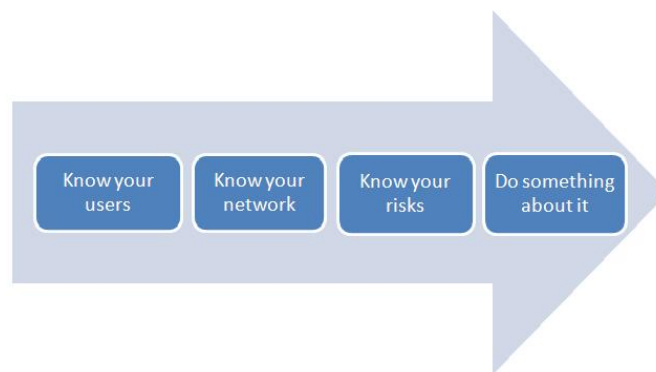 Know your
users
Know your
network
Know your
risks
Do something
about it